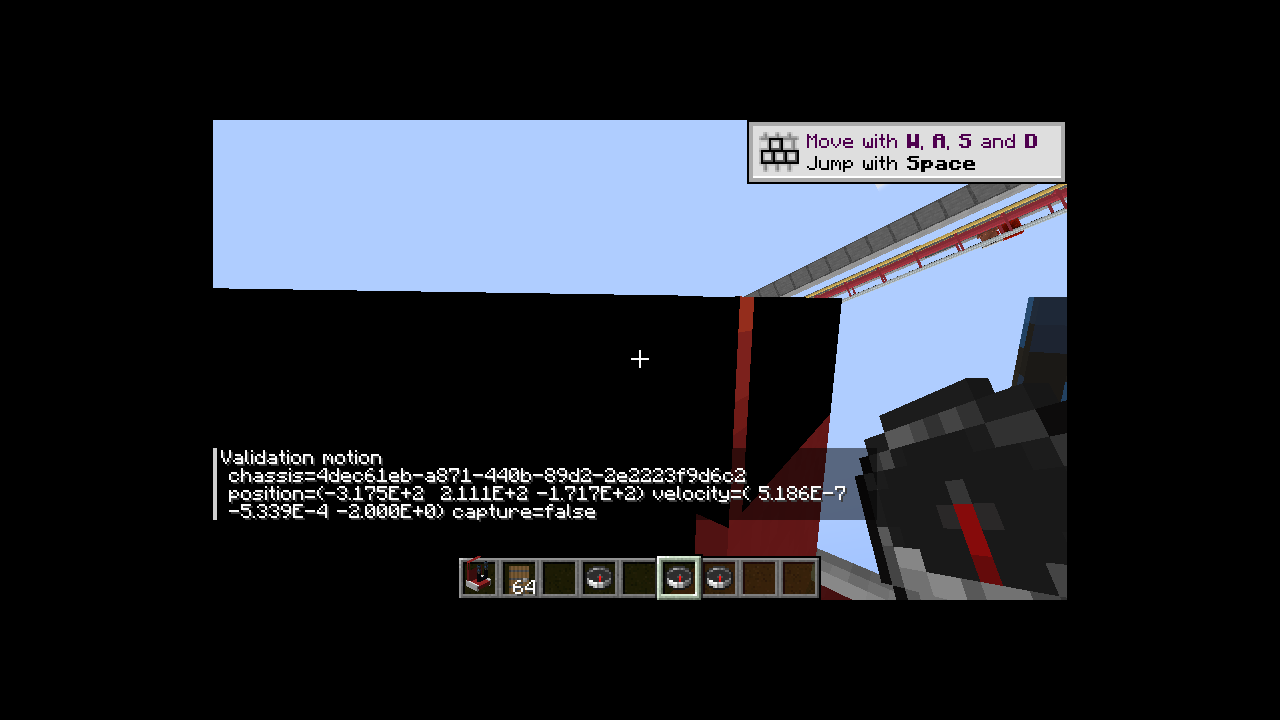 Move with W, A, S and D
Jump with Space
Validation motion
chassis=4dec61eb-a871-440b-89d2-2e2223f9d6c2
position=(-3.175E+2 2.111E+2 -1.717E+2) velocity=( 5.186E-7
-5.339E-4 -2.000E+0) capture=false
64